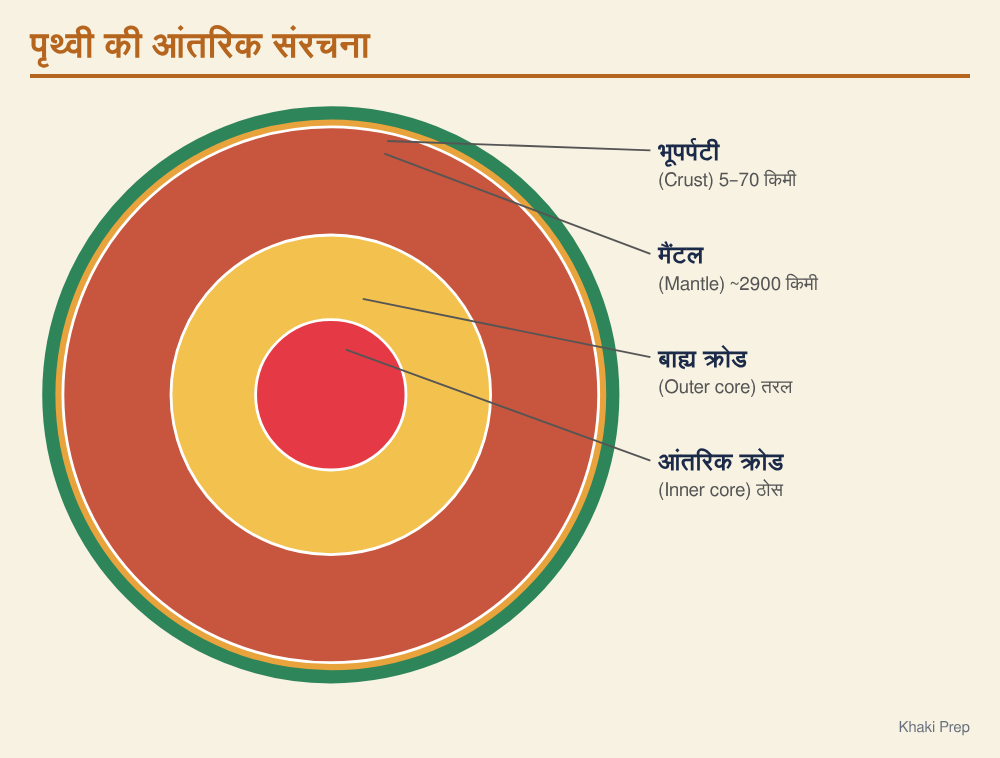 पृथ्वी की आंतरिक संरचना
भूपर्पटी
(Crust) 5–70 किमी
मैंटल
(Mantle) ~2900 किमी
बाह्य क्रोड
(Outer core) तरल
आंतरिक क्रोड
(Inner core) ठोस
Khaki Prep